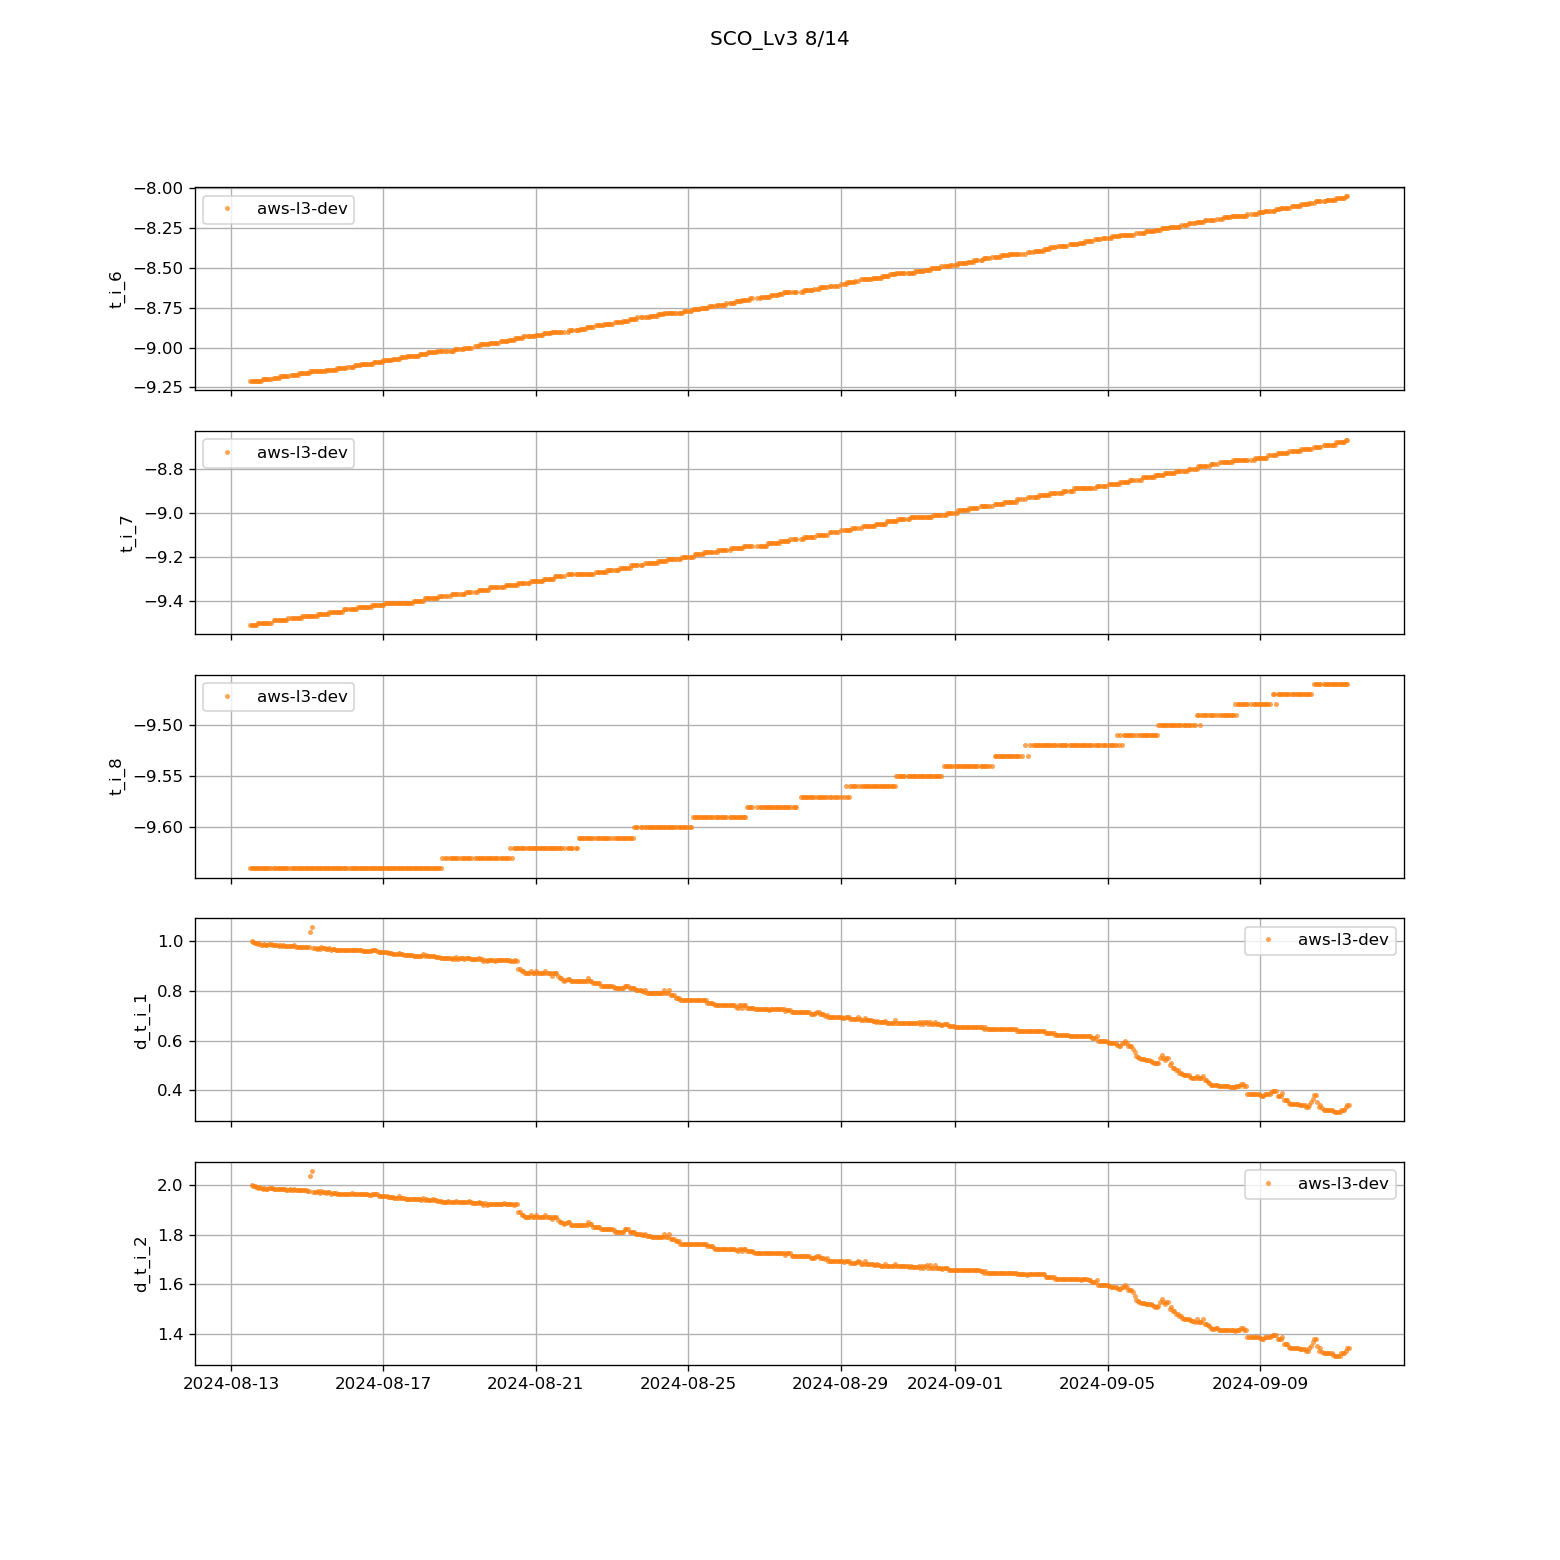 SCO_Lv3 8/14
−8.00
−8.25
−8.50
−8.75
−9.00
−9.25
t_i_6
aws-l3-dev
−8.8
−9.0
−9.2
−9.4
t_i_7
aws-l3-dev
−9.50
−9.55
−9.60
t_i_8
aws-l3-dev
1.0
0.8
0.6
0.4
d_t_i_1
aws-l3-dev
2.0
1.8
1.6
1.4
d_t_i_2
aws-l3-dev
2024-08-13 2024-08-17 2024-08-21 2024-08-25 2024-08-29 2024-09-01 2024-09-05 2024-09-09